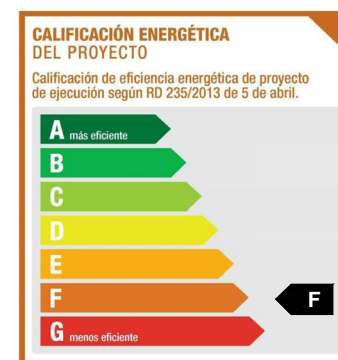 CALIFICACIÓN ENERGÉTICA
DEL PROYECTO
Calificación de eficiencia energética de proyecto
de ejecución según RD 235/2013 de 5 de abril.
A más eficiente
B
C
D
E
F F
G menos eficiente